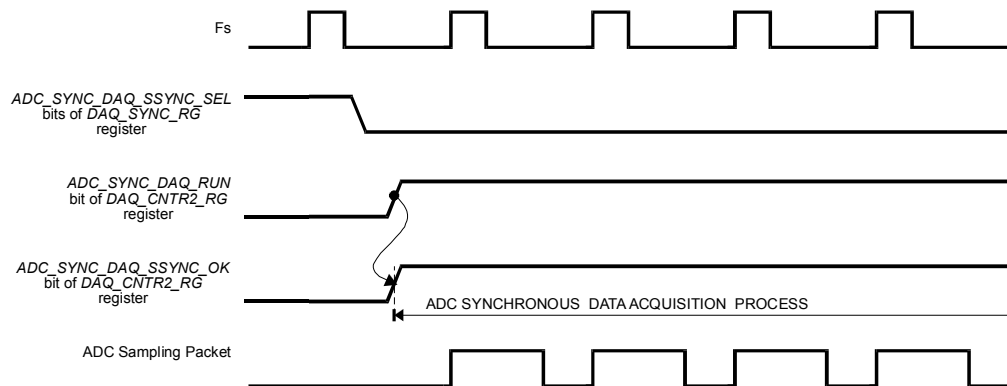 Fs
ADC_SYNC_DAQ_SSYNC_SEL
bits of DAQ_SYNC_RG
register
ADC_SYNC_DAQ_RUN
bit of DAQ_CNTR2_RG
register
ADC_SYNC_DAQ_SSYNC_OK
bit of DAQ_CNTR2_RG
register
ADC SYNCHRONOUS DATA ACQUISITION PROCESS
ADC Sampling Packet